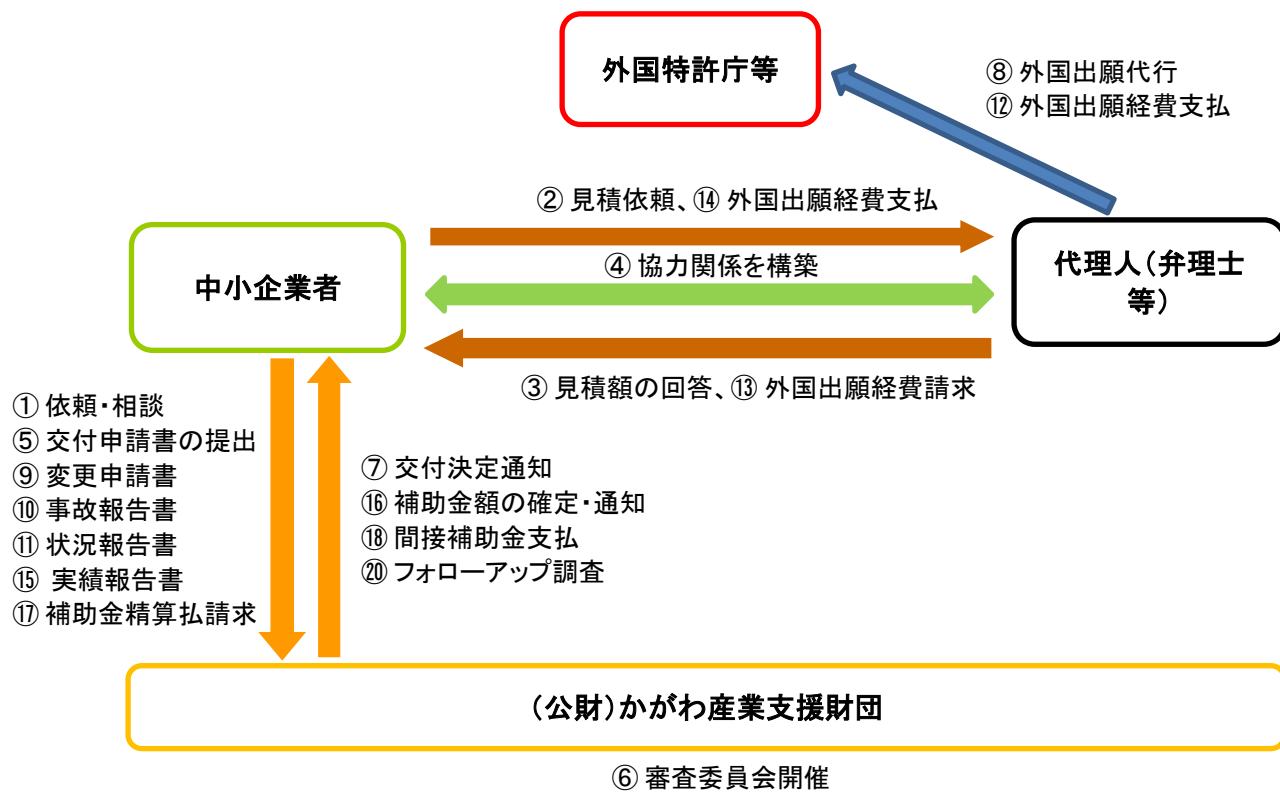 外国特許庁等
⑧ 外国出願代行
⑫ 外国出願経費支払
② 見積依頼、⑭ 外国出願経費支払
中小企業者
④ 協力関係を構築
代理人(弁理士
等)
③ 見積額の回答、⑬ 外国出願経費請求
① 依頼・相談
⑤ 交付申請書の提出
⑨ 変更申請書
⑩ 事故報告書
⑪ 状況報告書
⑮ 実績報告書
⑰ 補助金精算払請求
⑦ 交付決定通知
⑯ 補助金額の確定・通知
⑱ 間接補助金支払
⑳ フォローアップ調査
(公財)かがわ産業支援財団
⑥ 審査委員会開催